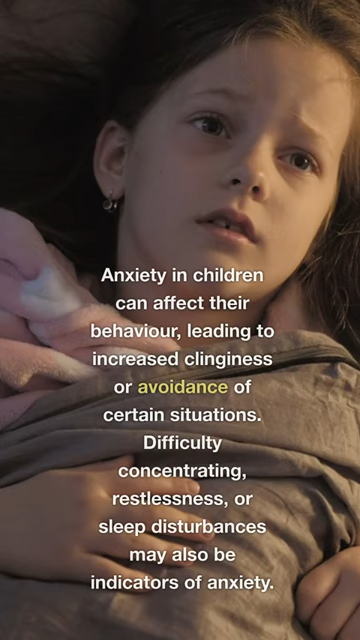 Anxiety in children
can affect their
behaviour, leading to
increased clinginess
or avoidance of
certain situations.
Difficulty
concentrating,
restlessness, or
sleep disturbances
may also be
indicators of anxiety.